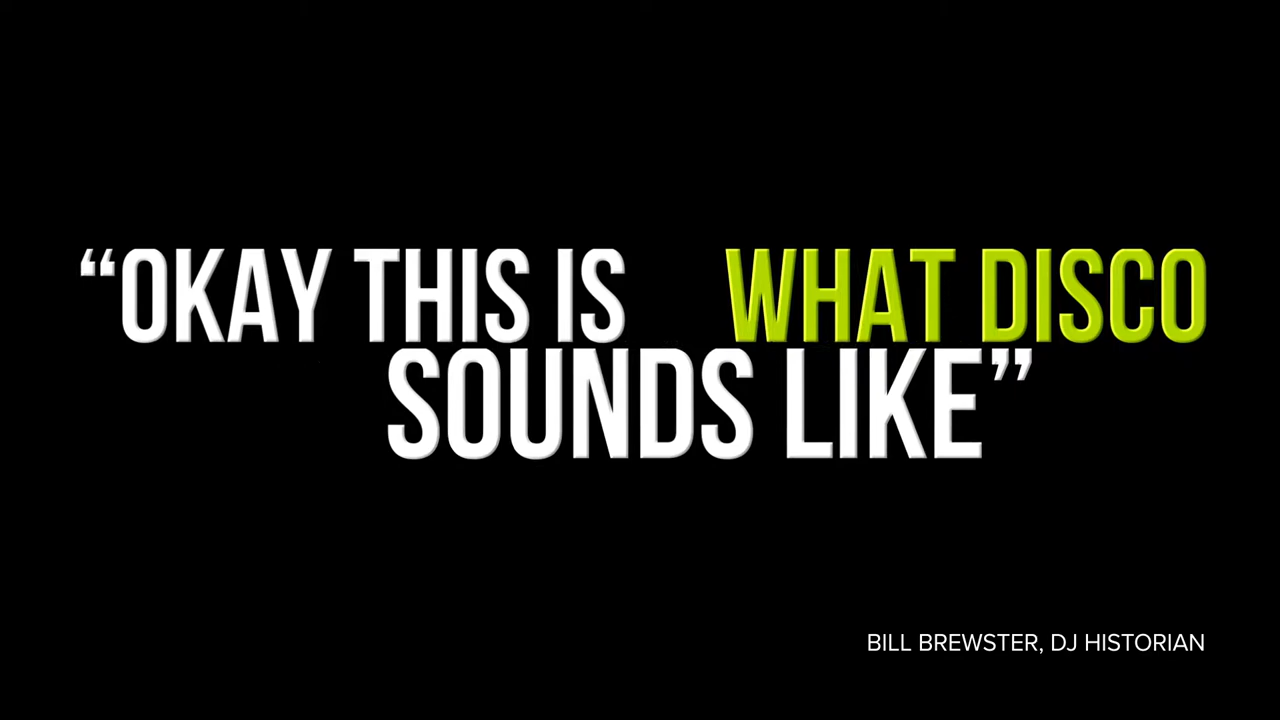 “OKAY THIS IS WHAT DISCO
SOUNDS LIKE”
BILL BREWSTER, DJ HISTORIAN